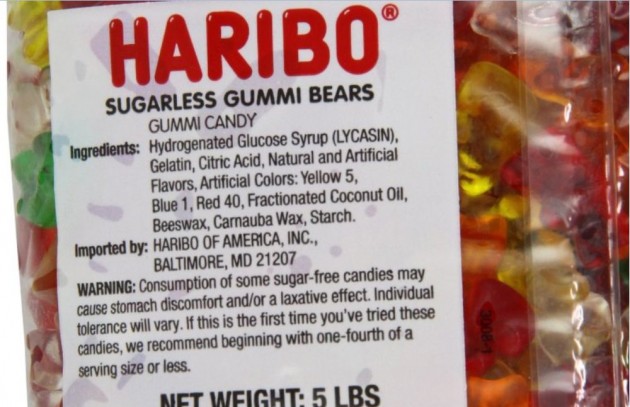 HARIBO®
SUGARLESS GUMMI BEARS
GUMMI CANDY
Ingredients: Hydrogenated Glucose Syrup (LYCASIN),
Gelatin, Citric Acid, Natural and Artificial
Flavors, Artificial Colors: Yellow 5,
Blue 1, Red 40, Fractionated Coconut Oil,
Beeswax, Carnauba Wax, Starch.
Imported by: HARIBO OF AMERICA, INC.,
BALTIMORE, MD 21207
WARNING: Consumption of some sugar-free candies may
cause stomach discomfort and/or a laxative effect. Individual
tolerance will vary. If this is the first time you've tried these
candies, we recommend beginning with one-fourth of a
serving size or less.
NET WEIGHT: 5 LBS